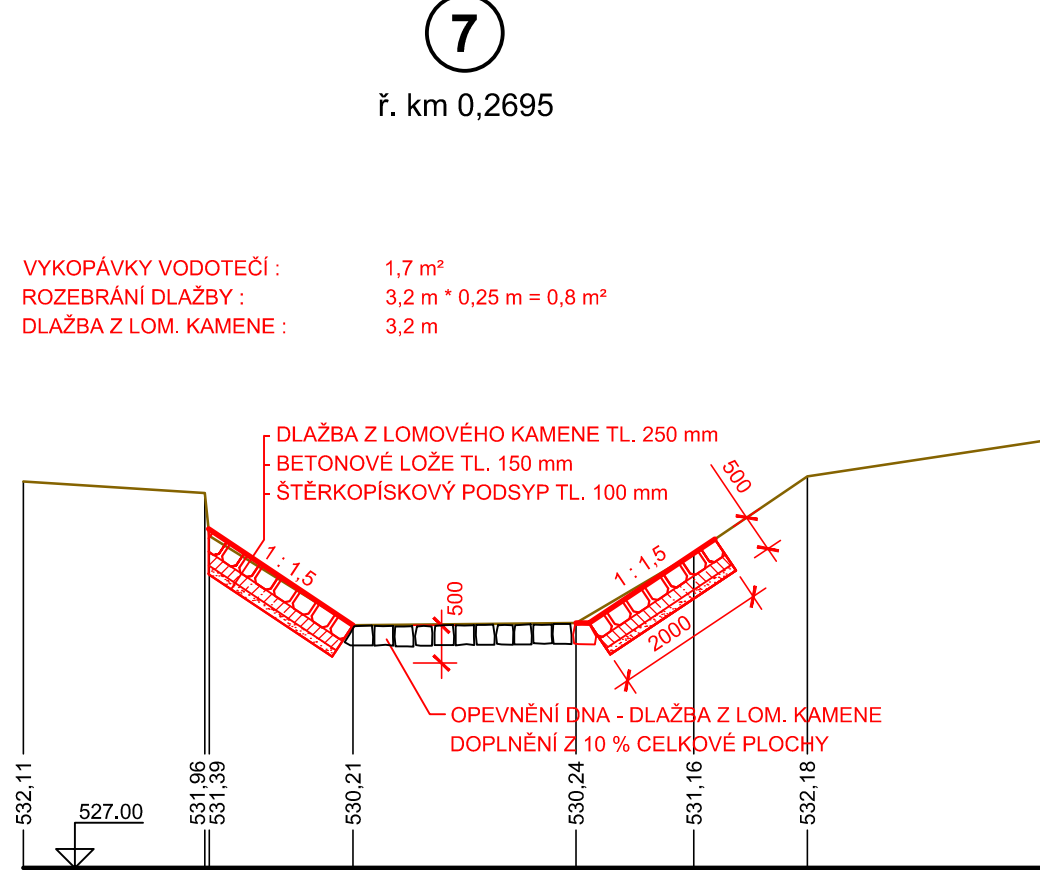 7
ř. km 0,2695
VYKOPÁVKY VODOTEČÍ : 1,7 m²
ROZEBRÁNÍ DLAŽBY : 3,2 m * 0,25 m = 0,8 m²
DLAŽBA Z LOM. KAMENE : 3,2 m
DLAŽBA Z LOMOVÉHO KAMENE TL. 250 mm
BETONOVÉ LOŽE TL. 150 mm
ŠTĚRKOPÍSKOVÝ PODSYP TL. 100 mm
500
1 : 1,5
1 : 1,5
500
2000
OPEVNĚNÍ DNA - DLAŽBA Z LOM. KAMENE
DOPLNĚNÍ Z 10 % CELKOVÉ PLOCHY
532,11
531,96
531,39
530,21
530,24
531,16
532,18
527.00